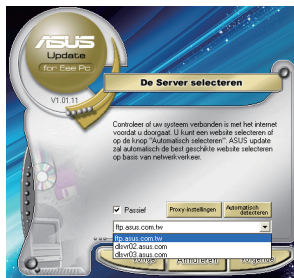 ASUS
Update
for Eee Pc
V1.01.11
De Server selecteren
Controleer of uw systeem verbonden is met het internet
voordat u doorgaat. U kunt een website selecteren of
op de knop "Automatisch selecteren". ASUS update
zal automatisch de best geschikte website selecteren
op basis van netwerkverkeer.
Passief
Proxy-instellingen
Automatisch
detecteren
ftp.asus.com.tw
ftp.asus.com.tw
dlsvr02.asus.com
dlsvr03.asus.com
Annuleren